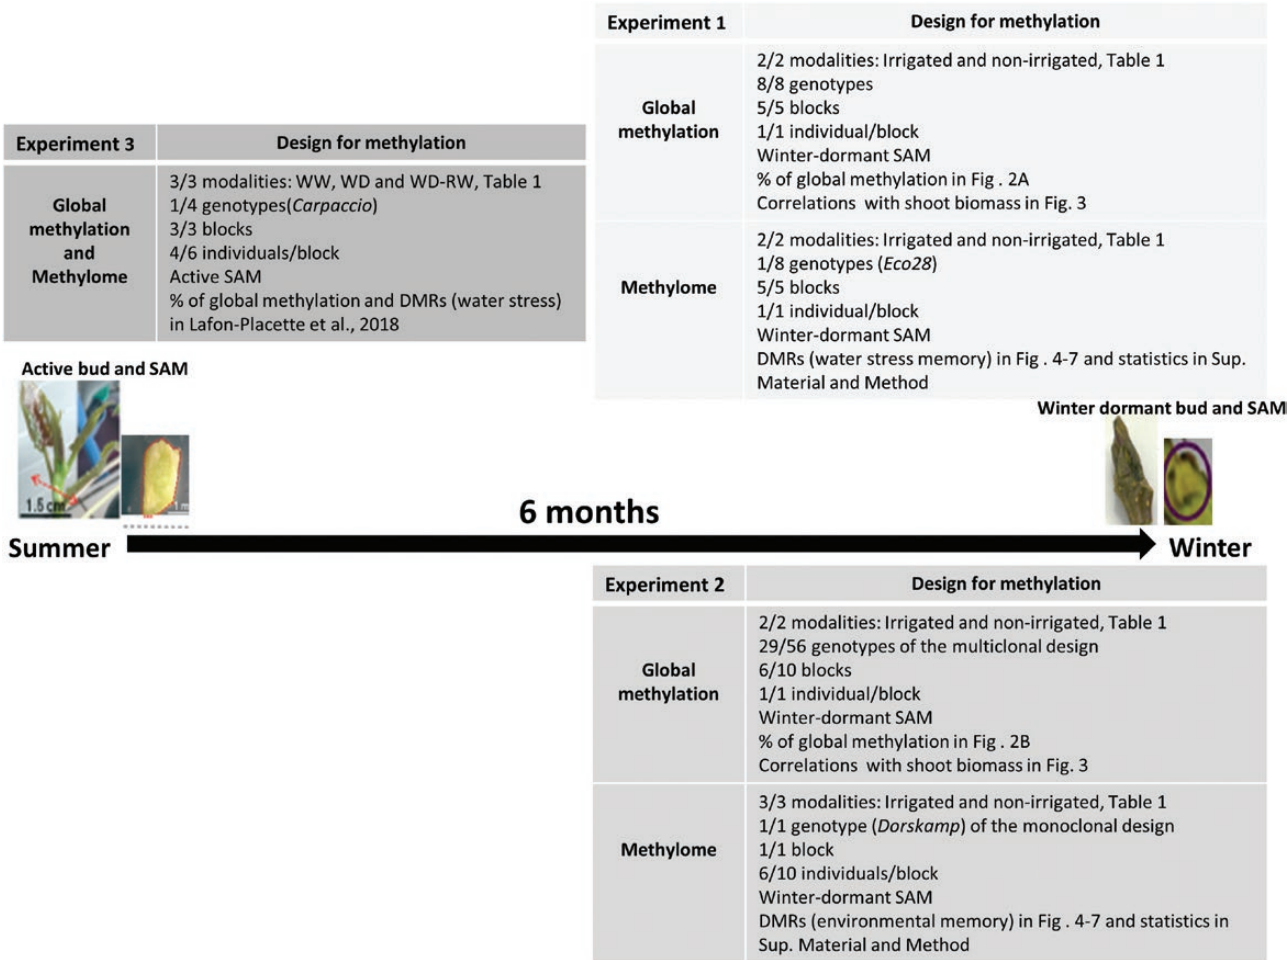 Experiment 1
Design for methylation
Global
methylation
2/2 modalities: Irrigated and non-irrigated, Table 1
8/8 genotypes
5/5 blocks
1/1 individual/block
Winter-dormant SAM
% of global methylation in Fig . 2A
Correlations with shoot biomass in Fig. 3
Methylome
2/2 modalities: Irrigated and non-irrigated, Table 1
1/8 genotypes (Eco28)
5/5 blocks
1/1 individual/block
Winter-dormant SAM
DMRs (water stress memory) in Fig . 4-7 and statistics in Sup.
Material and Method
Experiment 3
Design for methylation
Global
methylation
and
Methylome
3/3 modalities: WW, WD and WD-RW, Table 1
1/4 genotypes(Carpaccio)
3/3 blocks
4/6 individuals/block
Active SAM
% of global methylation and DMRs (water stress)
in Lafon-Placette et al., 2018
Active bud and SAM
1.5 cm
Winter dormant bud and SAM
6 months
Summer
Winter
Experiment 2
Design for methylation
Global
methylation
2/2 modalities: Irrigated and non-irrigated, Table 1
29/56 genotypes of the multiclonal design
6/10 blocks
1/1 individual/block
Winter-dormant SAM
% of global methylation in Fig . 2B
Correlations with shoot biomass in Fig. 3
Methylome
3/3 modalities: Irrigated and non-irrigated, Table 1
1/1 genotype (Dorskamp) of the monoclonal design
1/1 block
6/10 individuals/block
Winter-dormant SAM
DMRs (environmental memory) in Fig . 4-7 and statistics in
Sup. Material and Method